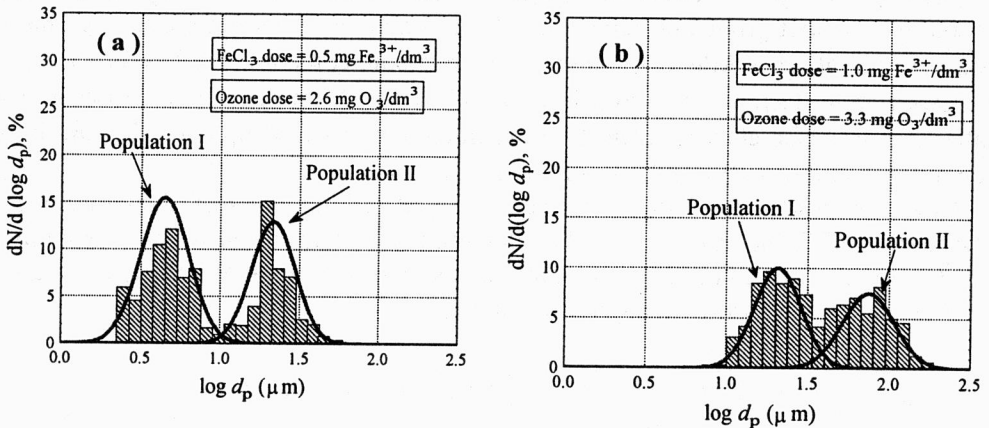 (a)
FeCl₃ dose = 0.5 mg Fe³⁺/dm³
Ozone dose = 2.6 mg O₃/dm³
Population I
Population II
dN/d (log dₚ), %
35
30
25
20
15
10
5
0
0.0 0.5 1.0 1.5 2.0 2.5
log dₚ (μ m)
(b)
FeCl₃ dose = 1.0 mg Fe³⁺/dm³
Ozone dose = 3.3 mg O₃/dm³
Population I
Population II
dN/d(log dₚ), %
35
30
25
20
15
10
5
0
0.0 0.5 1.0 1.5 2.0 2.5
log dₚ (μ m)